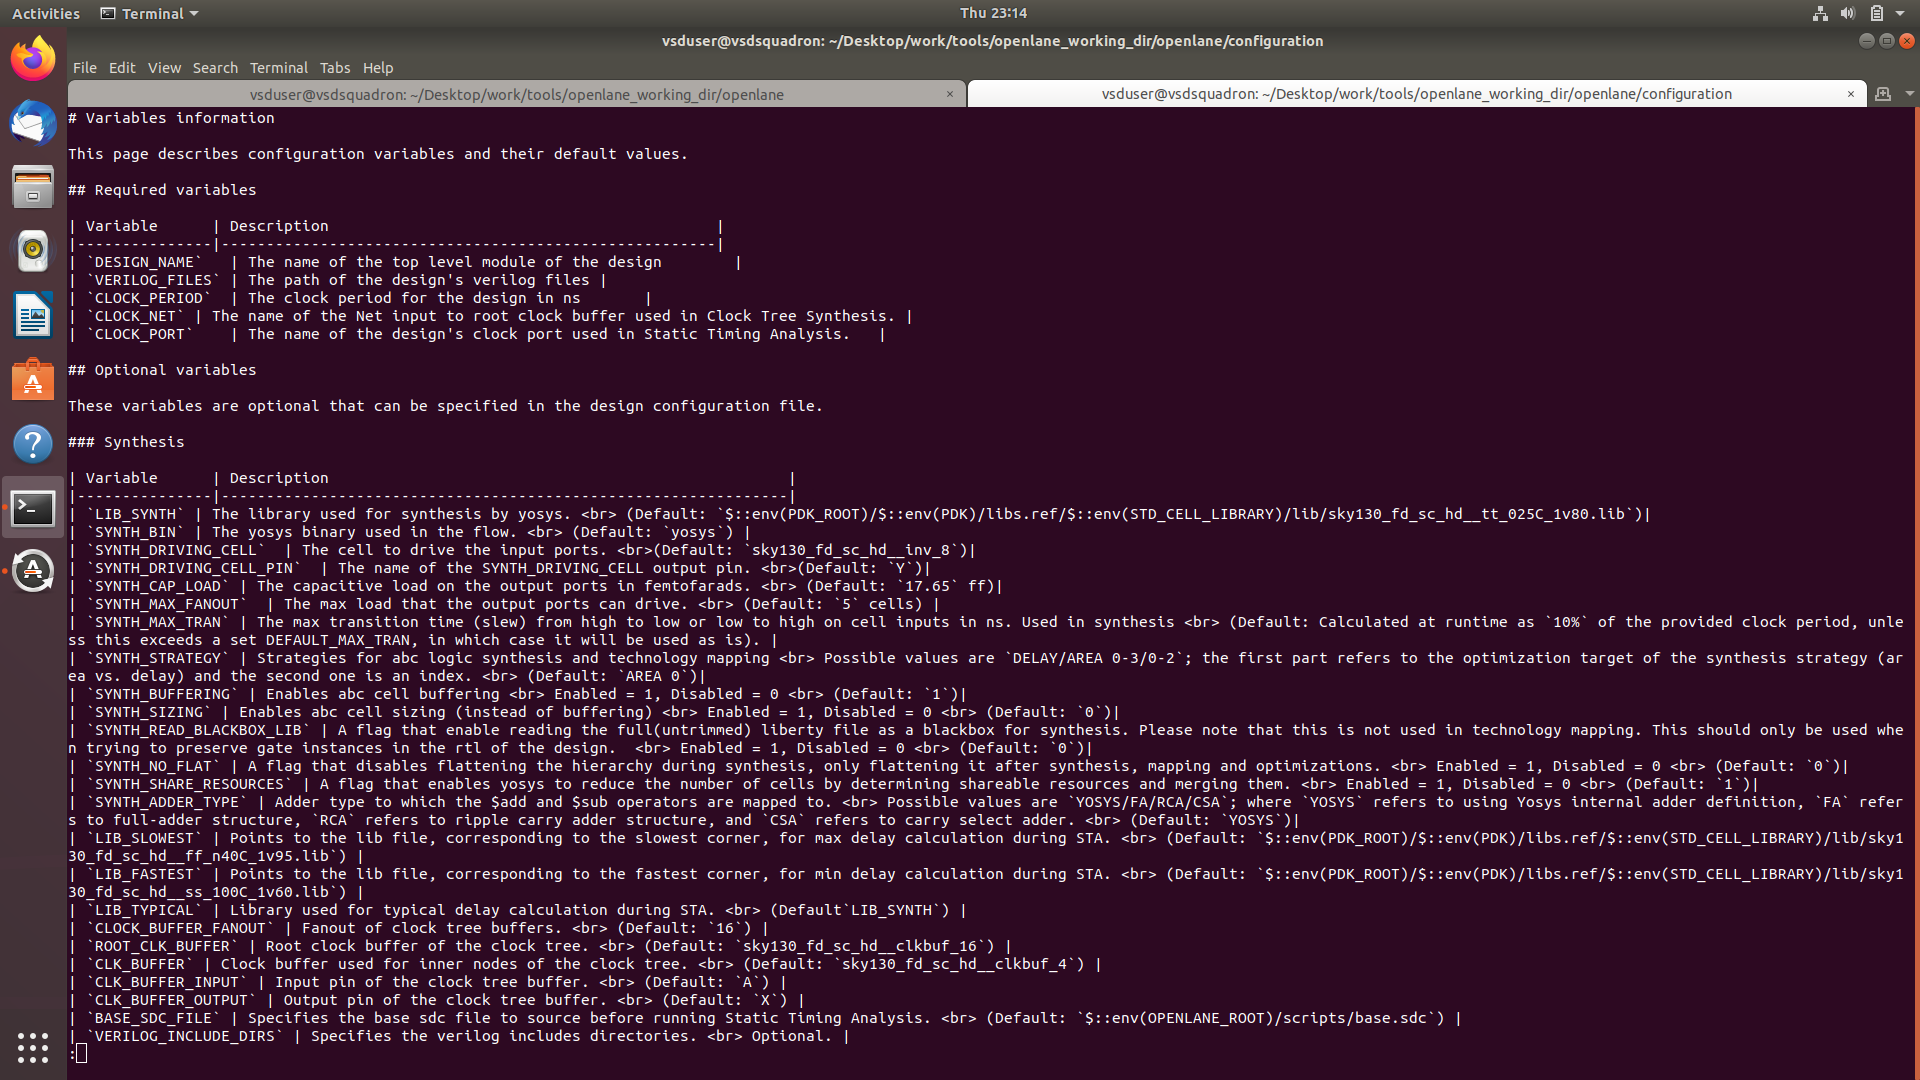 Activities Terminal Thu 23:14
vsduser@vsdsquadron: ~/Desktop/work/tools/openlane_working_dir/openlane/configuration
File Edit View Search Terminal Tabs Help
vsduser@vsdsquadron: ~/Desktop/work/tools/openlane_working_dir/openlane × vsduser@vsdsquadron: ~/Desktop/work/tools/openlane_working_dir/openlane/configuration ×
# Variables information
This page describes configuration variables and their default values.
## Required variables
| Variable      | Description                                           |
|---------------|-------------------------------------------------------|
| `DESIGN_NAME`   | The name of the top level module of the design        |
| `VERILOG_FILES` | The path of the design's verilog files |
| `CLOCK_PERIOD`  | The clock period for the design in ns       |
| `CLOCK_NET` | The name of the Net input to root clock buffer used in Clock Tree Synthesis. |
| `CLOCK_PORT`    | The name of the design's clock port used in Static Timing Analysis.   |
## Optional variables
These variables are optional that can be specified in the design configuration file.
### Synthesis
| Variable      | Description                                                   |
|---------------|---------------------------------------------------------------|
| `LIB_SYNTH` | The library used for synthesis by yosys. <br> (Default: `$::env(PDK_ROOT)/$::env(PDK)/libs.ref/$::env(STD_CELL_LIBRARY)/lib/sky130_fd_sc_hd__tt_025C_1v80.lib`)|
| `SYNTH_BIN` | The yosys binary used in the flow. <br> (Default: `yosys`) |
| `SYNTH_DRIVING_CELL`  | The cell to drive the input ports. <br>(Default: `sky130_fd_sc_hd__inv_8`)|
| `SYNTH_DRIVING_CELL_PIN`  | The name of the SYNTH_DRIVING_CELL output pin. <br>(Default: `Y`)|
| `SYNTH_CAP_LOAD` | The capacitive load on the output ports in femtofarads. <br> (Default: `17.65` ff)|
| `SYNTH_MAX_FANOUT`  | The max load that the output ports can drive. <br> (Default: `5` cells) |
| `SYNTH_MAX_TRAN` | The max transition time (slew) from high to low or low to high on cell inputs in ns. Used in synthesis <br> (Default: Calculated at runtime as `10%` of the provided clock period, unle
ss this exceeds a set DEFAULT_MAX_TRAN, in which case it will be used as is). |
| `SYNTH_STRATEGY` | Strategies for abc logic synthesis and technology mapping <br> Possible values are `DELAY/AREA 0-3/0-2`; the first part refers to the optimization target of the synthesis strategy (ar
ea vs. delay) and the second one is an index. <br> (Default: `AREA 0`)|
| `SYNTH_BUFFERING` | Enables abc cell buffering <br> Enabled = 1, Disabled = 0 <br> (Default: `1`)|
| `SYNTH_SIZING` | Enables abc cell sizing (instead of buffering) <br> Enabled = 1, Disabled = 0 <br> (Default: `0`)|
| `SYNTH_READ_BLACKBOX_LIB` | A flag that enable reading the full(untrimmed) liberty file as a blackbox for synthesis. Please note that this is not used in technology mapping. This should only be used whe
n trying to preserve gate instances in the rtl of the design.  <br> Enabled = 1, Disabled = 0 <br> (Default: `0`)|
| `SYNTH_NO_FLAT` | A flag that disables flattening the hierarchy during synthesis, only flattening it after synthesis, mapping and optimizations. <br> Enabled = 1, Disabled = 0 <br> (Default: `0`)|
| `SYNTH_SHARE_RESOURCES` | A flag that enables yosys to reduce the number of cells by determining shareable resources and merging them. <br> Enabled = 1, Disabled = 0 <br> (Default: `1`)|
| `SYNTH_ADDER_TYPE` | Adder type to which the $add and $sub operators are mapped to. <br> Possible values are `YOSYS/FA/RCA/CSA`; where `YOSYS` refers to using Yosys internal adder definition, `FA` refer
s to full-adder structure, `RCA` refers to ripple carry adder structure, and `CSA` refers to carry select adder. <br> (Default: `YOSYS`)|
| `LIB_SLOWEST` | Points to the lib file, corresponding to the slowest corner, for max delay calculation during STA. <br> (Default: `$::env(PDK_ROOT)/$::env(PDK)/libs.ref/$::env(STD_CELL_LIBRARY)/lib/sky1
30_fd_sc_hd__ff_n40C_1v95.lib`) |
| `LIB_FASTEST` | Points to the lib file, corresponding to the fastest corner, for min delay calculation during STA. <br> (Default: `$::env(PDK_ROOT)/$::env(PDK)/libs.ref/$::env(STD_CELL_LIBRARY)/lib/sky1
30_fd_sc_hd__ss_100C_1v60.lib`) |
| `LIB_TYPICAL` | Library used for typical delay calculation during STA. <br> (Default`LIB_SYNTH`) |
| `CLOCK_BUFFER_FANOUT` | Fanout of clock tree buffers. <br> (Default: `16`) |
| `ROOT_CLK_BUFFER` | Root clock buffer of the clock tree. <br> (Default: `sky130_fd_sc_hd__clkbuf_16`) |
| `CLK_BUFFER` | Clock buffer used for inner nodes of the clock tree. <br> (Default: `sky130_fd_sc_hd__clkbuf_4`) |
| `CLK_BUFFER_INPUT` | Input pin of the clock tree buffer. <br> (Default: `A`) |
| `CLK_BUFFER_OUTPUT` | Output pin of the clock tree buffer. <br> (Default: `X`) |
| `BASE_SDC_FILE` | Specifies the base sdc file to source before running Static Timing Analysis. <br> (Default: `$::env(OPENLANE_ROOT)/scripts/base.sdc`) |
| `VERILOG_INCLUDE_DIRS` | Specifies the verilog includes directories. <br> Optional. |
: